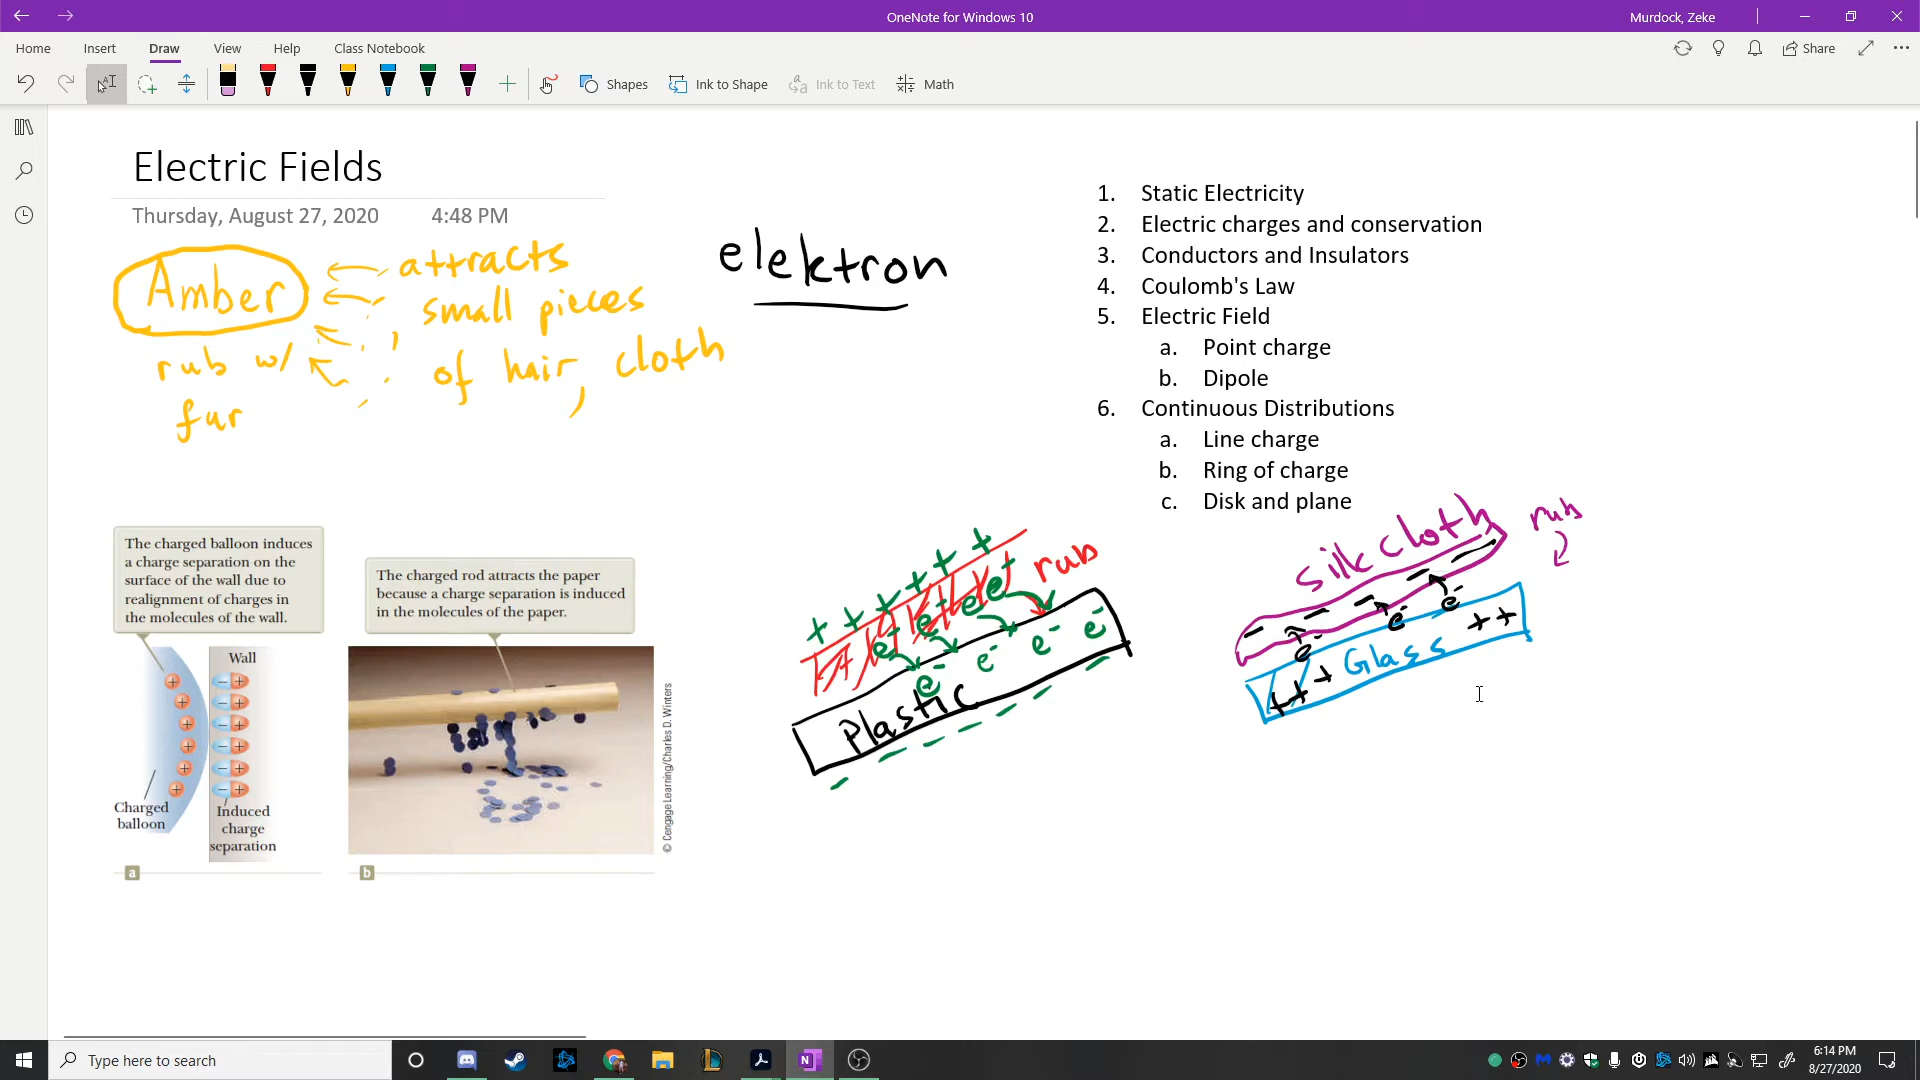 OneNote for Windows 10
Murdock, Zeke
Home Insert Draw View Help Class Notebook
Share
Shapes Ink to Shape Ink to Text Math
Electric Fields
Thursday, August 27, 2020 4:48 PM
Amber
rub w/
fur
attracts
small pieces
of hair, cloth
elektron
1. Static Electricity
2. Electric charges and conservation
3. Conductors and Insulators
4. Coulomb's Law
5. Electric Field
a. Point charge
b. Dipole
6. Continuous Distributions
a. Line charge
b. Ring of charge
c. Disk and plane
The charged balloon induces
a charge separation on the
surface of the wall due to
realignment of charges in
the molecules of the wall.
Wall
Charged
balloon
Induced
charge
separation
a
The charged rod attracts the paper
because a charge separation is induced
in the molecules of the paper.
© Cengage Learning/Charles D. Winters
b
+ + + + + +
rub
e⁻ e⁻ e⁻ e⁻
Plastic
silk cloth
rub
e⁻ e⁻ e⁻
Glass
+ + + + +
Type here to search
6:14 PM
8/27/2020